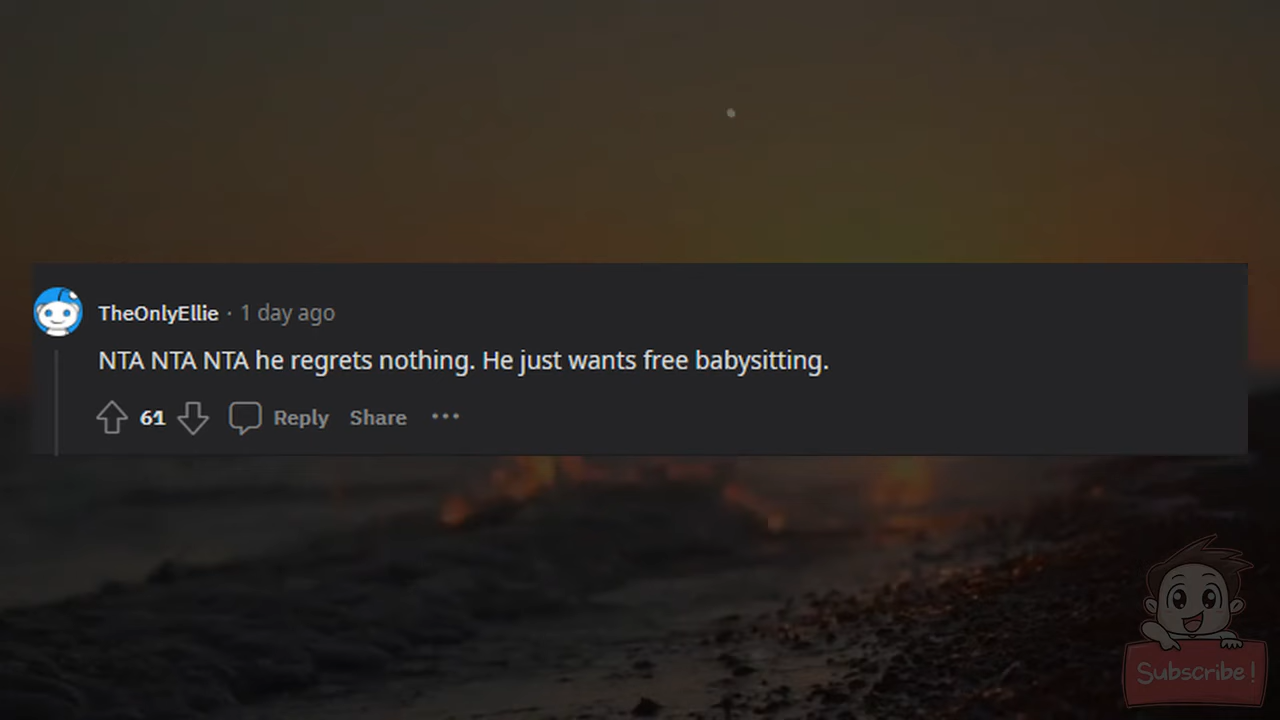 TheOnlyEllie · 1 day ago
NTA NTA NTA he regrets nothing. He just wants free babysitting.
61 Reply Share ···
Subscribe!